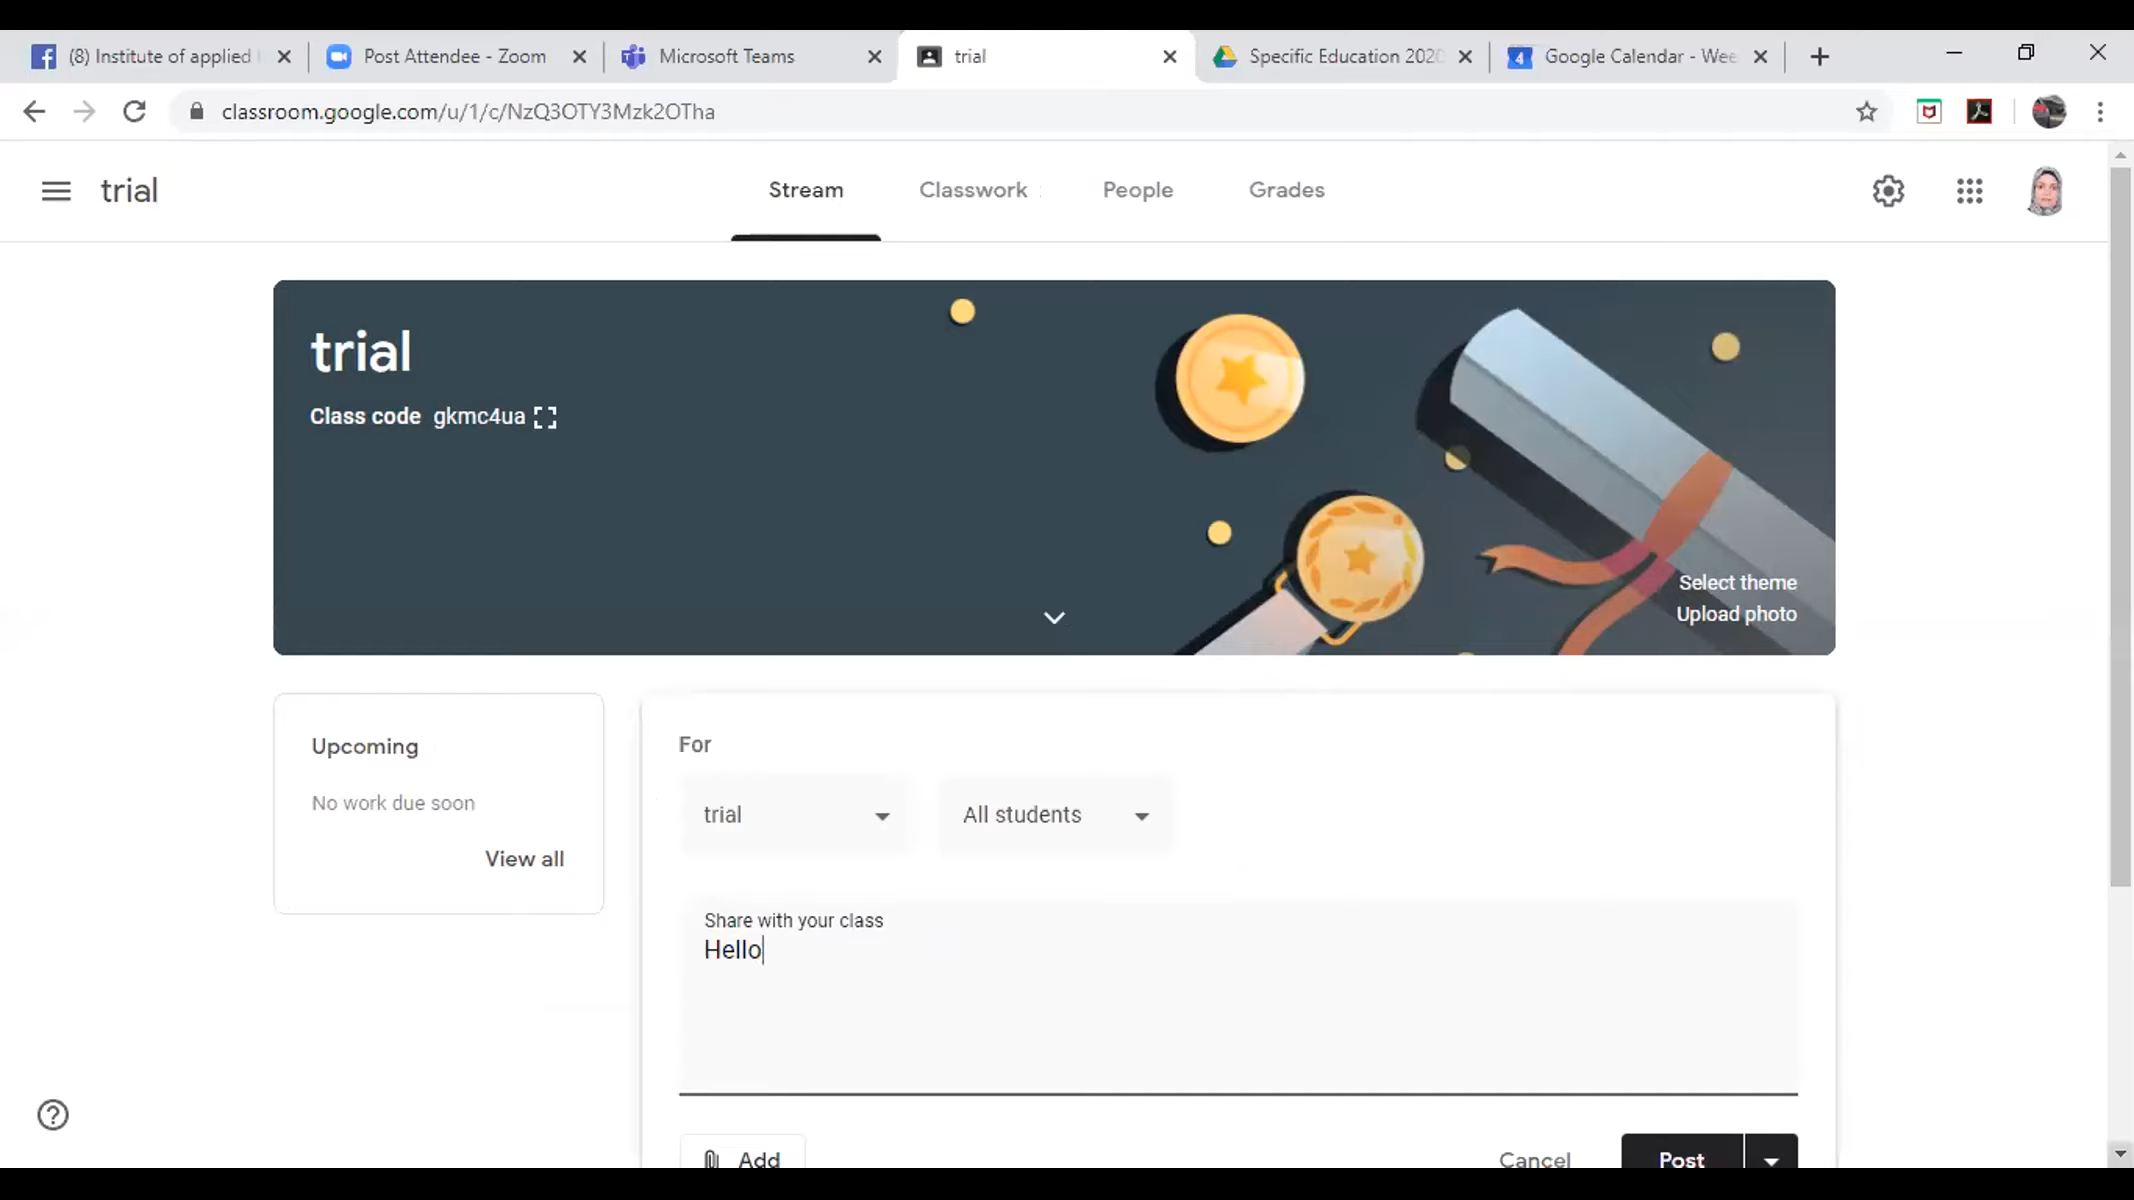 (8) Institute of applied
Post Attendee - Zoom
Microsoft Teams
trial
Specific Education 2020
4
Google Calendar - Wee
classroom.google.com/u/1/c/NzQ3OTY3Mzk2OTha
trial
Stream
Classwork
People
Grades
trial
Class code gkmc4ua
Select theme
Upload photo
Upcoming
No work due soon
View all
For
trial
All students
Share with your class
Hello
Add
Cancel
Post